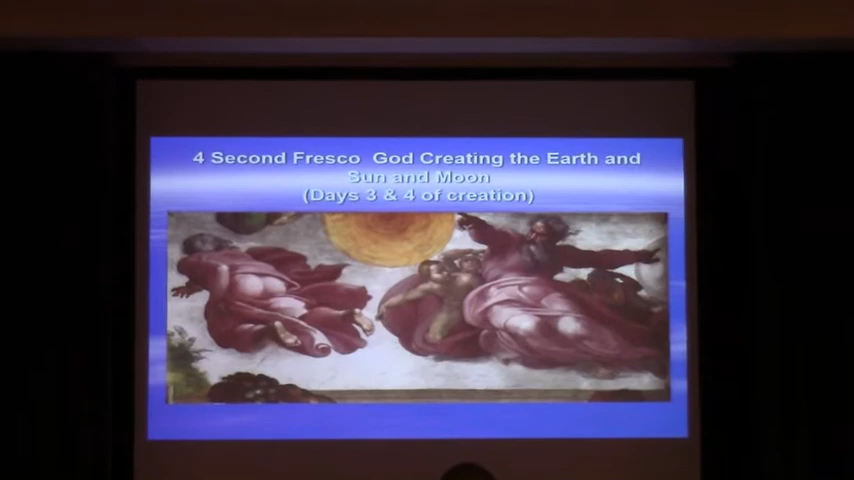 4 Second Fresco God Creating the Earth and
Sun and Moon
(Days 3 & 4 of creation)